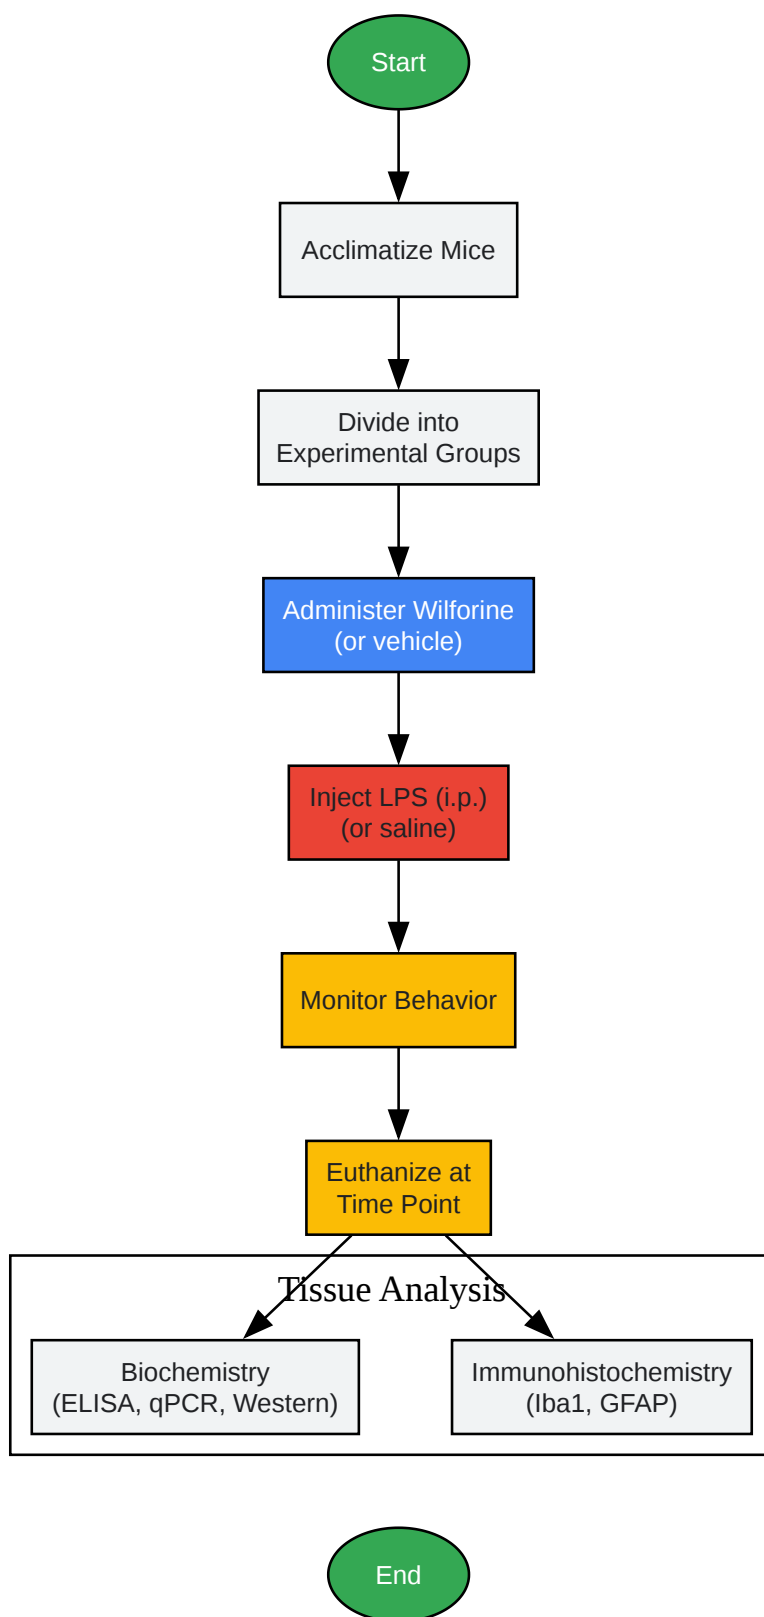 Start
Acclimatize Mice
Divide into
Experimental Groups
Administer Wilforine
(or vehicle)
Inject LPS (i.p.)
(or saline)
Monitor Behavior
Euthanize at
Time Point
Tissue Analysis
Biochemistry
(ELISA, qPCR, Western)
Immunohistochemistry
(Iba1, GFAP)
End